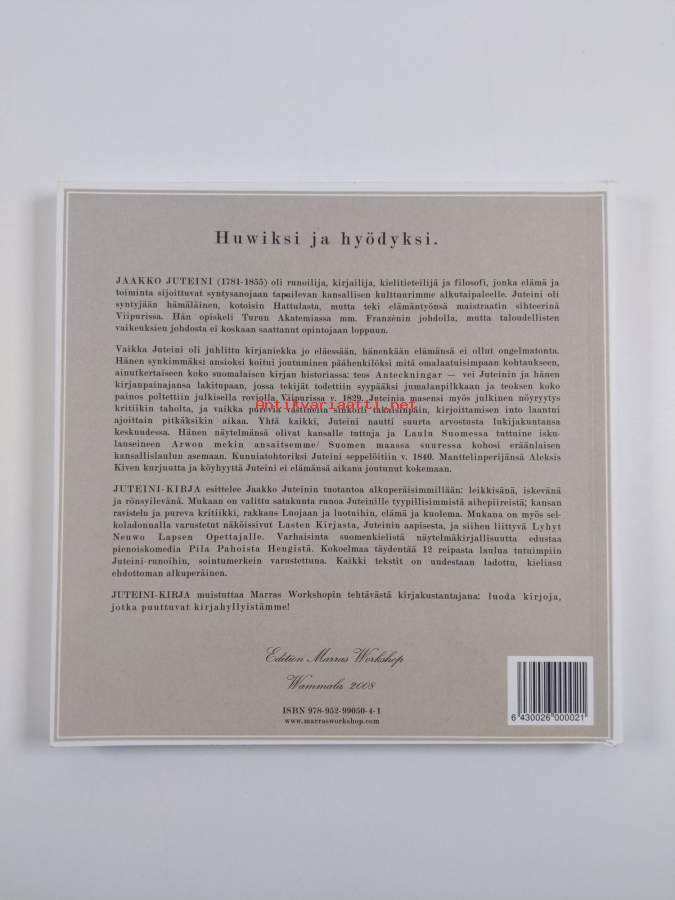 Huwiksi ja hyödyksi.
JAAKKO JUTEINI (1781-1855) oli runoilija, kirjailija, kielitieteilijä ja filosofi, jonka elämä ja
toiminta sijoittuvat syntysanojaan tapailevan kansallisen kulttuurimme alkutaipaleelle. Juteini oli
syntyjään hämäläinen, kotoisin Hattulasta, mutta teki elämäntyönsä maistraatin sihteerinä
Viipurissa. Hän opiskeli Turun Akatemiassa mm. Franzénin johdolla, mutta taloudellisten
vaikeuksien johdosta ei koskaan saattanut opintojaan loppuun.
Vaikka Juteini oli juhlittu kirjaniekka jo eläessään, hänenkään elämänsä ei ollut ongelmatonta.
Hänen synkimmäksi ansioksi koitui joutuminen päähenkilöksi mitä omalaatuisimpaan kohtaukseen,
ainutkertaiseen koko suomalaisen kirjan historiassa: teos Anteckningar — vei Juteinin ja hänen
kirjanpainajansa lakitupaan, jossa tekijät todettiin syypääksi jumalanpilkkaan ja teoksen koko
painos poltettiin julkisella roviolla Viipurissa v. 1829. Juteinia masensi myös julkinen nöyryytys
kritiikin taholta, ja vaikka purevia vastineita sinkoili takaisinpäin, kirjoittamisen into laantui
ajoittain pitkäksikin aikaa. Yhtä kaikki, Juteini nautti suurta arvostusta lukijakuntansa
keskuudessa. Hänen näytelmänsä olivat kansalle tuttuja ja Laulu Suomessa tuttuine isku-
lauseineen Arwon mekin ansaitsemme/ Suomen maassa suuressa kohosi eräänlaisen
kansallislaulun asemaan. Kunniatohtoriksi Juteini seppelöitiin v. 1840. Manttelinperijänsä Aleksis
Kiven kurjuutta ja köyhyyttä Juteini ei elämänsä aikana joutunut kokemaan.
JUTEINI-KIRJA esittelee Jaakko Juteinin tuotantoa alkuperäisimmillään: leikkisänä, iskevänä
ja rönsyilevänä. Mukaan on valittu satakunta runoa Juteinille tyypillisimmistä aihepiireistä; kansan
ravistelu ja pureva kritiikki, rakkaus Luojaan ja luotuihin, elämä ja kuolema. Mukana on myös sel-
koladonnalla varustetut näköissivut Lasten Kirjasta, Juteinin aapisesta, ja siihen liittyvä Lyhyt
Neuwo Lapsen Opettajalle. Varhaisinta suomenkielistä näytelmäkirjallisuutta edustaa
pienoiskomedia Pila Pahoista Hengistä. Kokoelmaa täydentää 12 reipasta laulua tutuimpiin
Juteini-runoihin, sointumerkein varustettuna. Kaikki tekstit on uudestaan ladottu, kieliasu
ehdottoman alkuperäinen.
JUTEINI-KIRJA muistuttaa Marras Workshopin tehtävästä kirjakustantajana: luoda kirjoja,
jotka puuttuvat kirjahyllyistämme!
antikvariaatti.net
Edition Marras Workshop
Wammala 2008
ISBN 978-952-99050-4-1
www.marrasworkshop.com
6 430026 000021